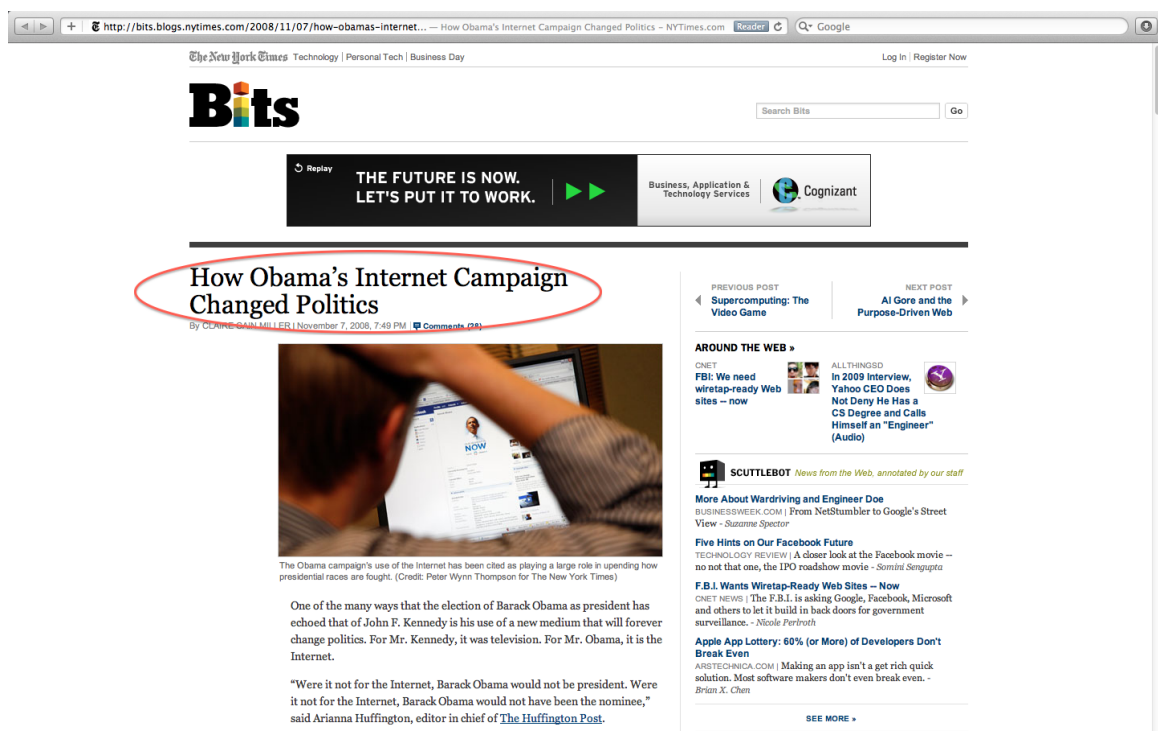 http://bits.blogs.nytimes.com/2008/11/07/how-obamas-internet... — How Obama's Internet Campaign Changed Politics – NYTimes.com Reader Google
The New York Times Technology | Personal Tech | Business Day
Log In | Register Now
Bits
Search Bits Go
Replay
THE FUTURE IS NOW.
LET'S PUT IT TO WORK.
Business, Application &
Technology Services
Cognizant
How Obama's Internet Campaign
Changed Politics
By CLAIRE CAIN MILLER | November 7, 2008, 7:49 PM | Comments (28)
NOW
The Obama campaign's use of the Internet has been cited as playing a large role in upending how
presidential races are fought. (Credit: Peter Wynn Thompson for The New York Times)
One of the many ways that the election of Barack Obama as president has
echoed that of John F. Kennedy is his use of a new medium that will forever
change politics. For Mr. Kennedy, it was television. For Mr. Obama, it is the
Internet.
“Were it not for the Internet, Barack Obama would not be president. Were
it not for the Internet, Barack Obama would not have been the nominee,”
said Arianna Huffington, editor in chief of The Huffington Post.
PREVIOUS POST
Supercomputing: The
Video Game
NEXT POST
Al Gore and the
Purpose-Driven Web
AROUND THE WEB »
CNET
FBI: We need
wiretap-ready Web
sites -- now
ALLTHINGSD
In 2009 Interview,
Yahoo CEO Does
Not Deny He Has a
CS Degree and Calls
Himself an "Engineer"
(Audio)
SCUTTLEBOT News from the Web, annotated by our staff
More About Wardriving and Engineer Doe
BUSINESSWEEK.COM | From NetStumbler to Google's Street
View - Suzanne Spector
Five Hints on Our Facebook Future
TECHNOLOGY REVIEW | A closer look at the Facebook movie --
no not that one, the IPO roadshow movie - Somini Sengupta
F.B.I. Wants Wiretap-Ready Web Sites -- Now
CNET NEWS | The F.B.I. is asking Google, Facebook, Microsoft
and others to let it build in back doors for government
surveillance. - Nicole Perlroth
Apple App Lottery: 60% (or More) of Developers Don't
Break Even
ARSTECHNICA.COM | Making an app isn't a get rich quick
solution. Most software makers don't even break even. -
Brian X. Chen
SEE MORE »